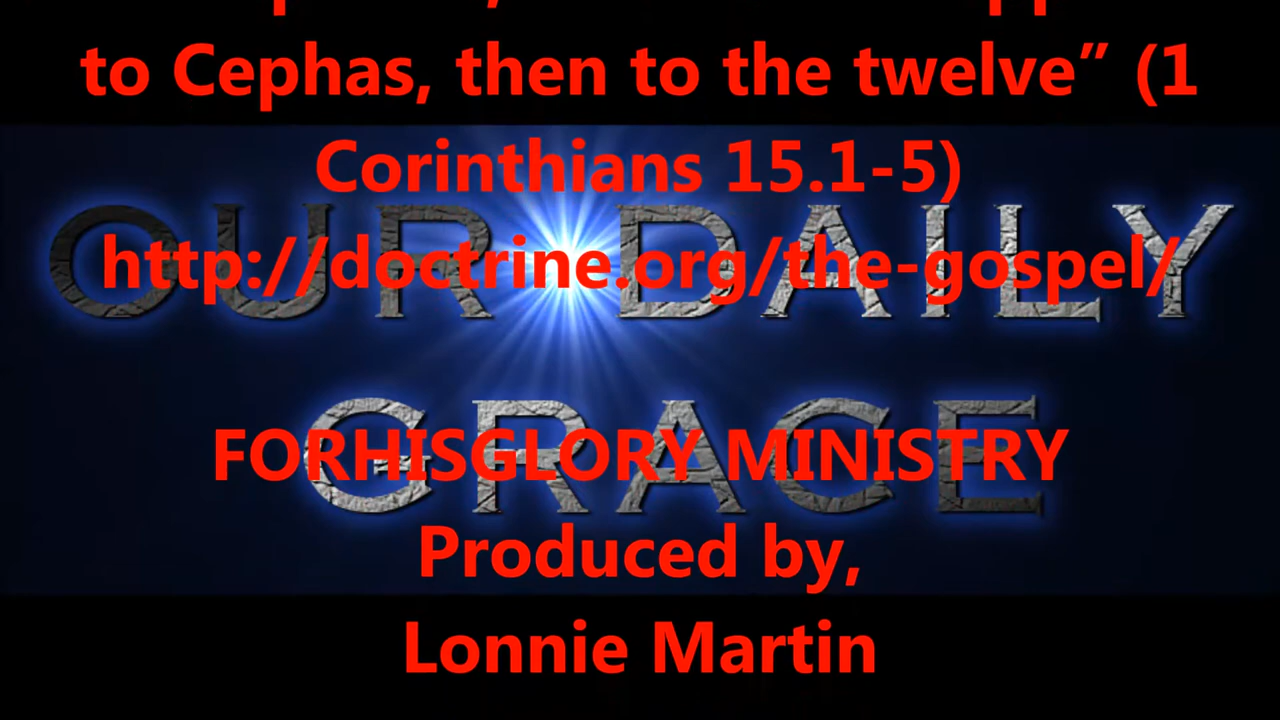 to Cephas, then to the twelve” (1
Corinthians 15.1-5)
OUR DAILY
http://doctrine.org/the-gospel/
GRACE
FORHISGLORY MINISTRY
Produced by,
Lonnie Martin